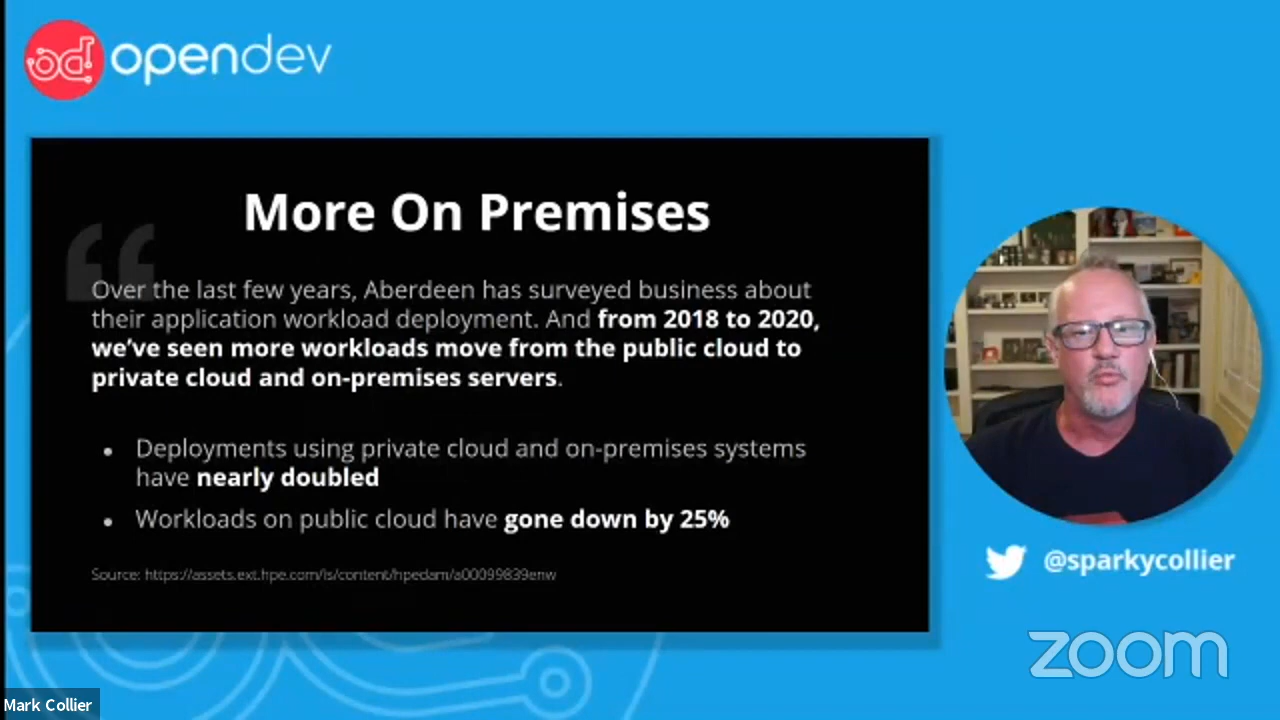 opendev
More On Premises
Over the last few years, Aberdeen has surveyed business about
their application workload deployment. And from 2018 to 2020,
we've seen more workloads move from the public cloud to
private cloud and on-premises servers.
• Deployments using private cloud and on-premises systems
have nearly doubled
• Workloads on public cloud have gone down by 25%
Source: https://assets.ext.hpe.com/is/content/hpedam/a00099839enw
@sparkycollier
zoom
Mark Collier